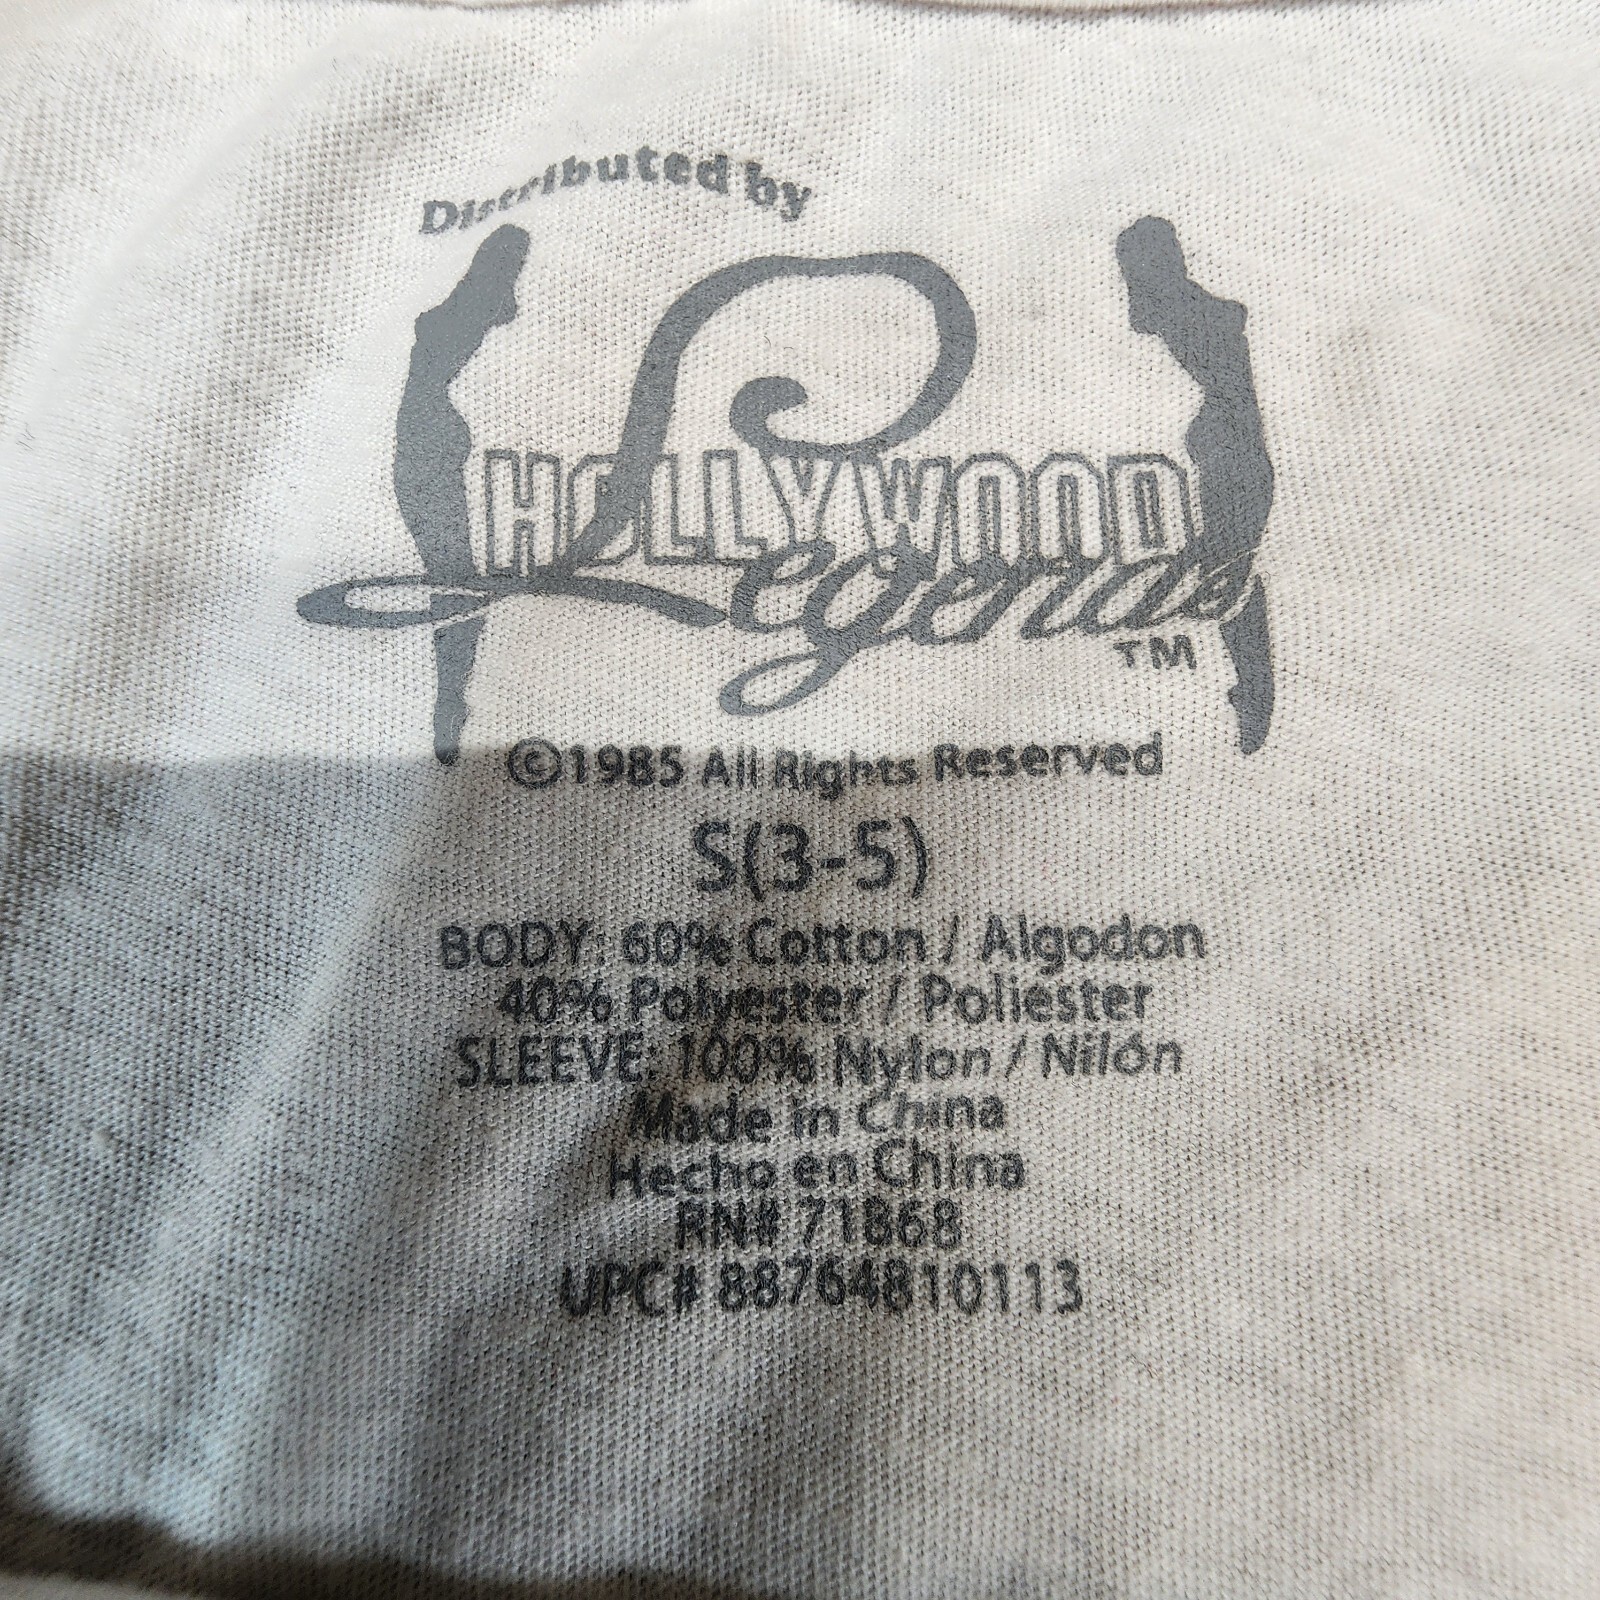 Distributed by
HOLLYWOOD
Legends
TM
©1985 All Rights Reserved
S(3-5)
BODY: 60% Cotton / Algodon
40% Polyester / Poliester
SLEEVE: 100% Nylon / Nilón
Made in China
Hecho en China
RN# 71868
UPC# 88764810113